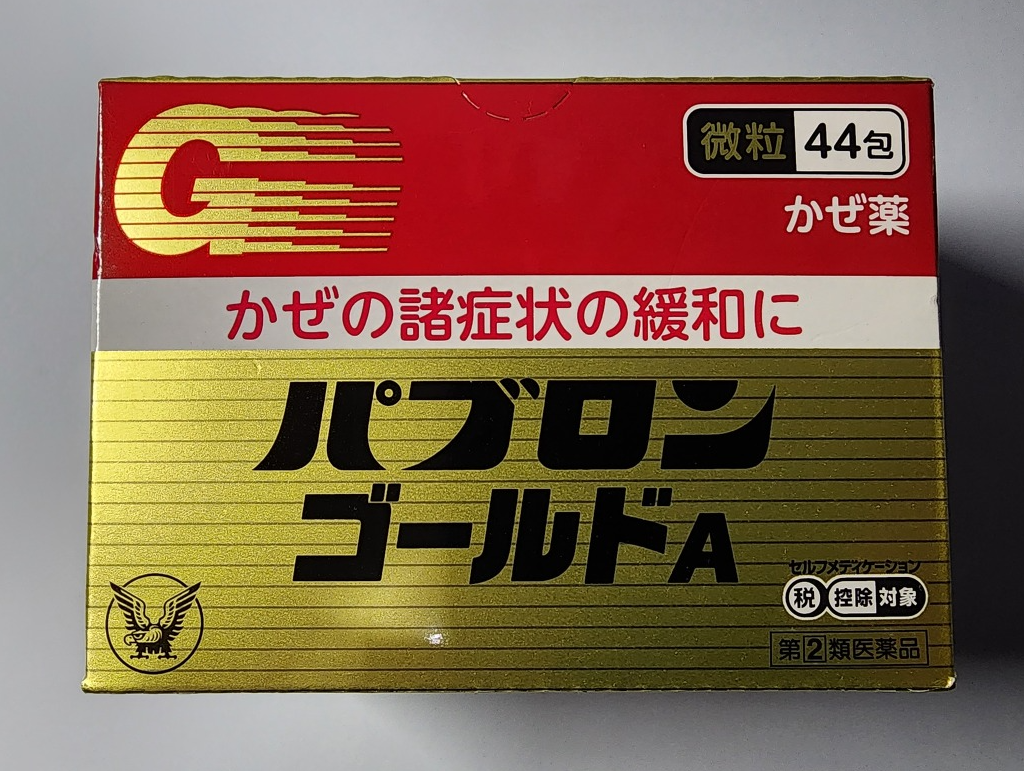 G
微粒 44包
かぜ薬
かぜの諸症状の緩和に
パブロン
ゴールドA
セルフメディケーション
税 控除 対象
第2類医薬品